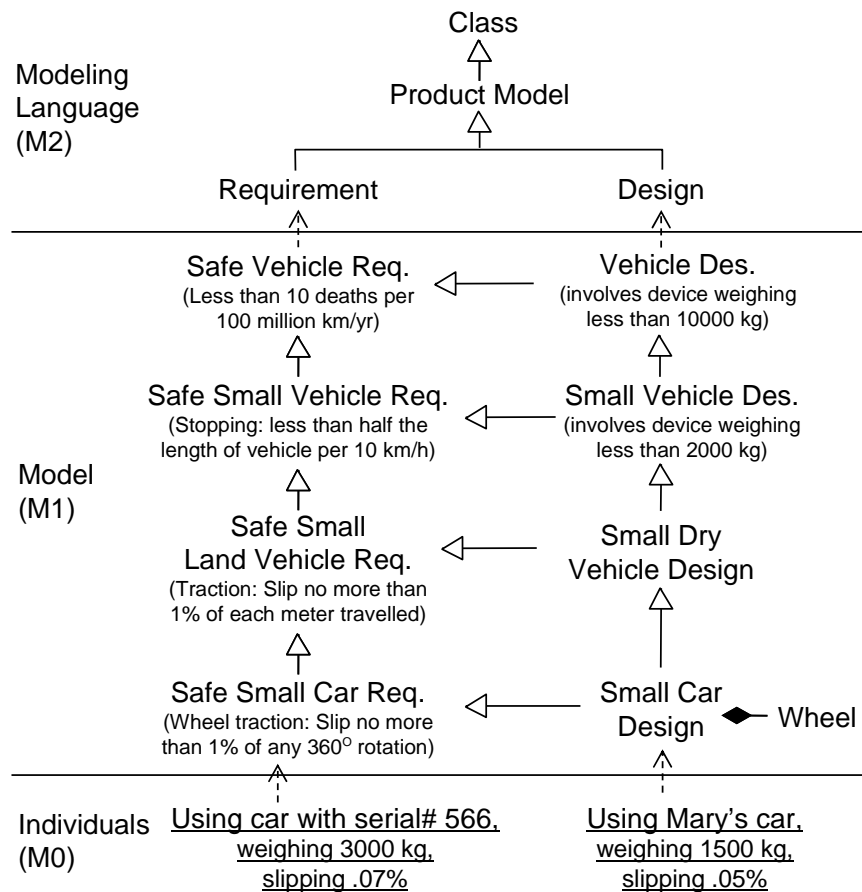 Class
Modeling
Language
(M2)
Product Model
Requirement
Design
Safe Vehicle Req.
(Less than 10 deaths per
100 million km/yr)
Vehicle Des.
(involves device weighing
less than 10000 kg)
Safe Small Vehicle Req.
(Stopping: less than half the
length of vehicle per 10 km/h)
Small Vehicle Des.
(involves device weighing
less than 2000 kg)
Model
(M1)
Safe Small
Land Vehicle Req.
(Traction: Slip no more than
1% of each meter travelled)
Small Dry
Vehicle Design
Safe Small Car Req.
(Wheel traction: Slip no more
than 1% of any 360O rotation)
Small Car
Design
Wheel
Individuals
(M0)
Using car with serial# 566,
weighing 3000 kg,
slipping .07%
Using Mary's car,
weighing 1500 kg,
slipping .05%